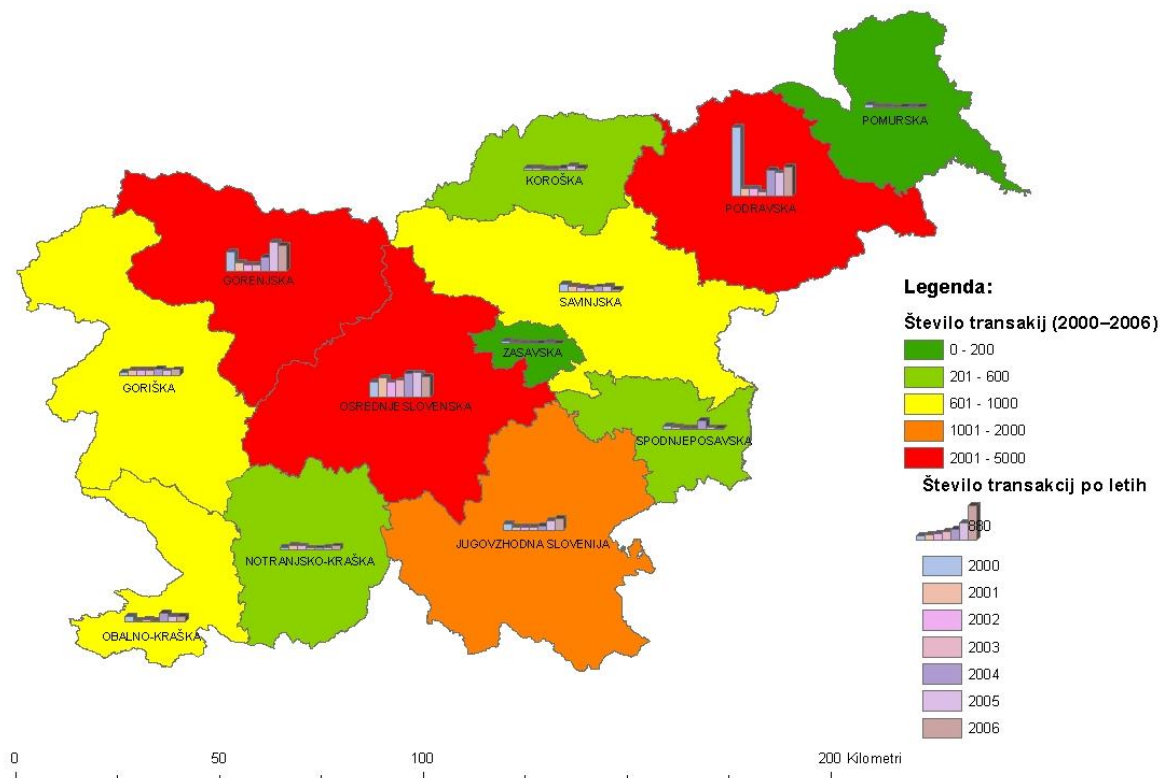 POMURSKA
KOROŠKA
PODRAVSKA
GORENJSKA
SAVINJSKA
ZASAVSKA
GORIŠKA
OSREDNJESLOVENSKA
SPODNJEPOSAVSKA
JUGOVZHODNA SLOVENIJA
NOTRANJSKO-KRAŠKA
OBALNO-KRAŠKA
Legenda:
Število transakij (2000–2006)
0 - 200
201 - 600
601 - 1000
1001 - 2000
2001 - 5000
Število transakcij po letih
880
2000
2001
2002
2003
2004
2005
2006
0 50 100 200 Kilometri